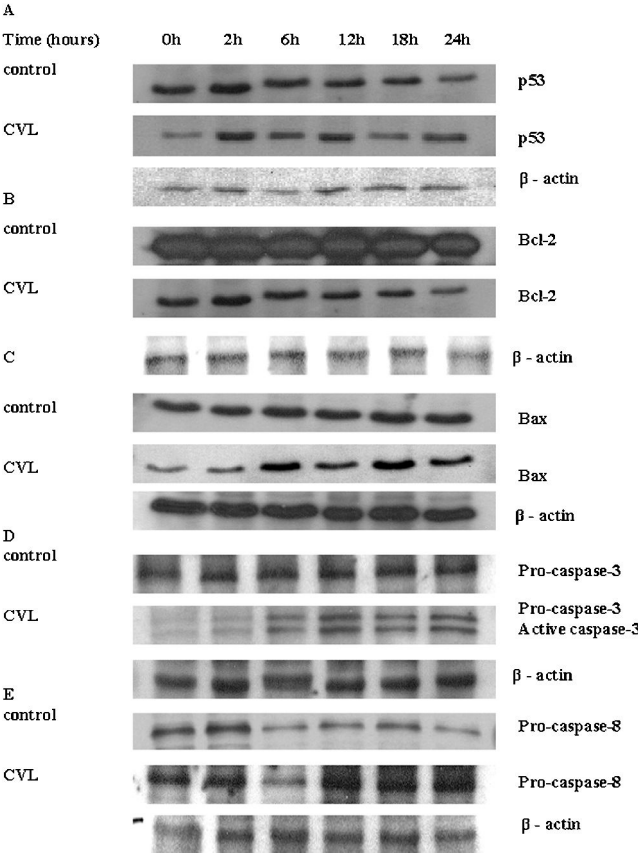 A
Time (hours) 0h 2h 6h 12h 18h 24h
control p53
CVL p53
β - actin
B
control Bcl-2
CVL Bcl-2
C β - actin
control Bax
CVL Bax
β - actin
D
control Pro-caspase-3
CVL Pro-caspase-3
Active caspase-3
β - actin
E
control Pro-caspase-8
CVL Pro-caspase-8
β - actin